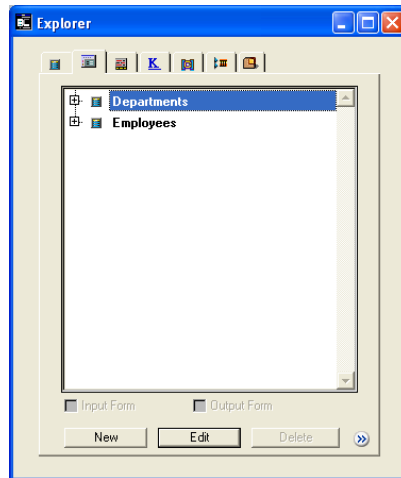 Explorer
K
Departments
Employees
Input Form Output Form
New Edit Delete